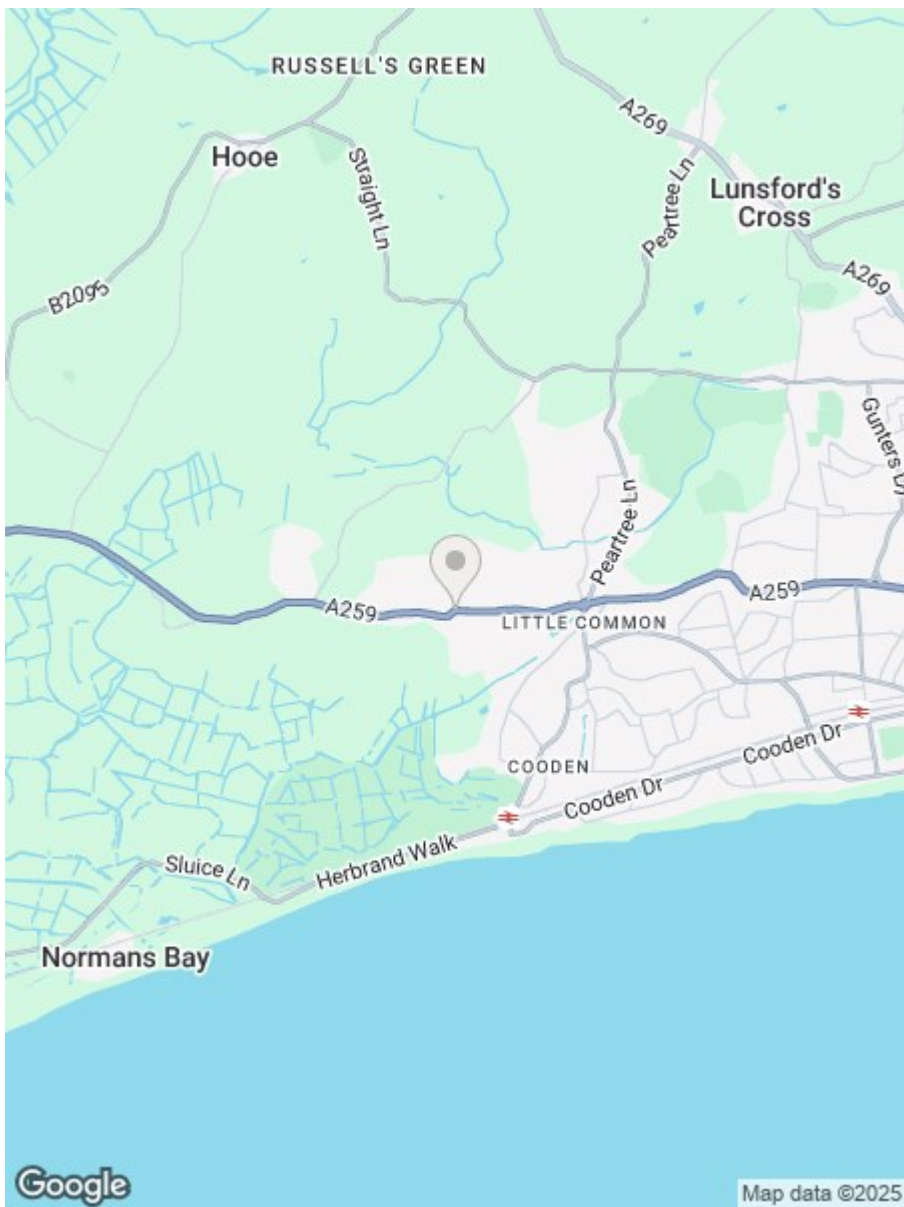 RUSSELL'S GREEN
A269
Hooe
Straight Ln
Peartree Ln
Lunsford's
Cross
B2095
A269
Gunters
Peartree Ln
A259
A259
LITTLE COMMON
COODEN
Cooden Dr
Cooden Dr
Herbrand Walk
Sluice Ln
Normans Bay
Google
Map data ©2025